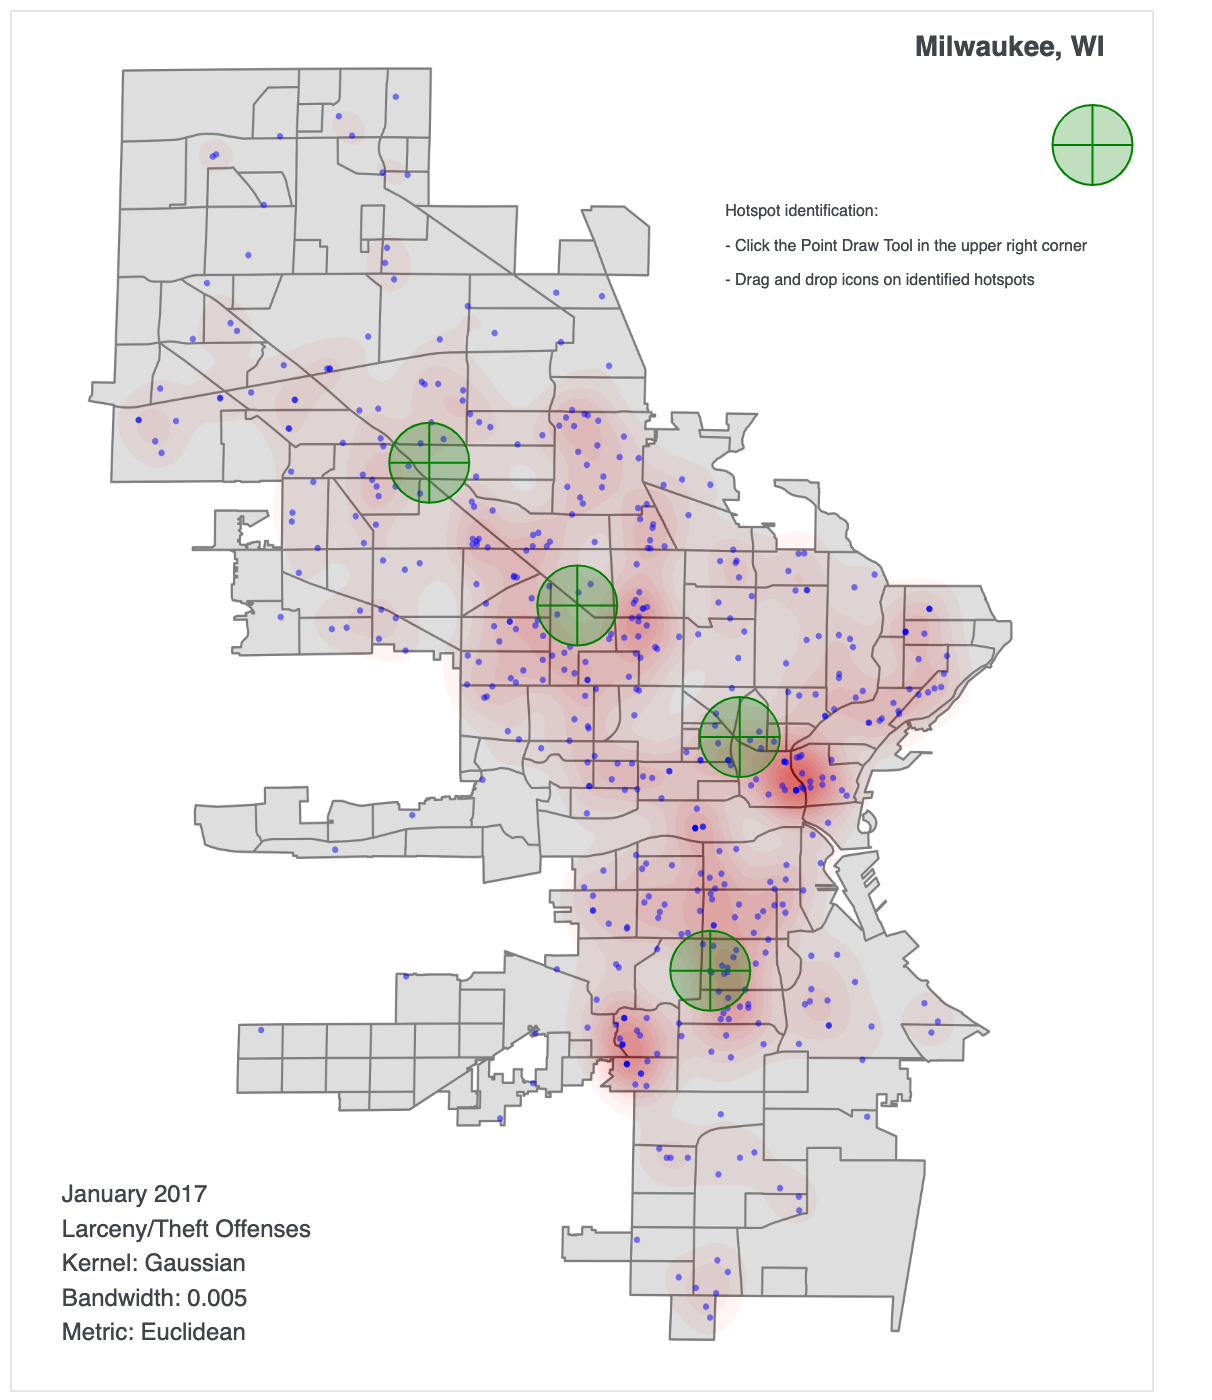 Milwaukee, WI
Hotspot identification:
- Click the Point Draw Tool in the upper right corner
- Drag and drop icons on identified hotspots
January 2017
Larceny/Theft Offenses
Kernel: Gaussian
Bandwidth: 0.005
Metric: Euclidean